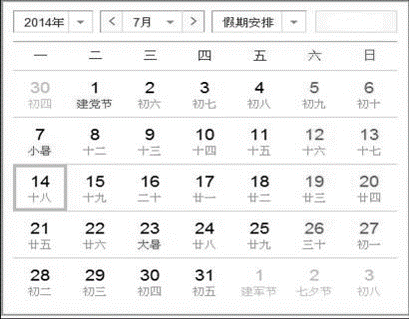 2014年 7月 假期安排
一 二 三 四 五 六 日
30 1 2 3 4 5 6
初四 建党节 初六 初七 初八 初九 初十
7 8 9 10 11 12 13
小暑 十二 十三 十四 十五 十六 十七
14 15 16 17 18 19 20
十八 十九 二十 廿一 廿二 廿三 廿四
21 22 23 24 25 26 27
廿五 廿六 大暑 廿八 廿九 三十 初一
28 29 30 31 1 2 3
初二 初三 初四 初五 建军节 七夕节 初八